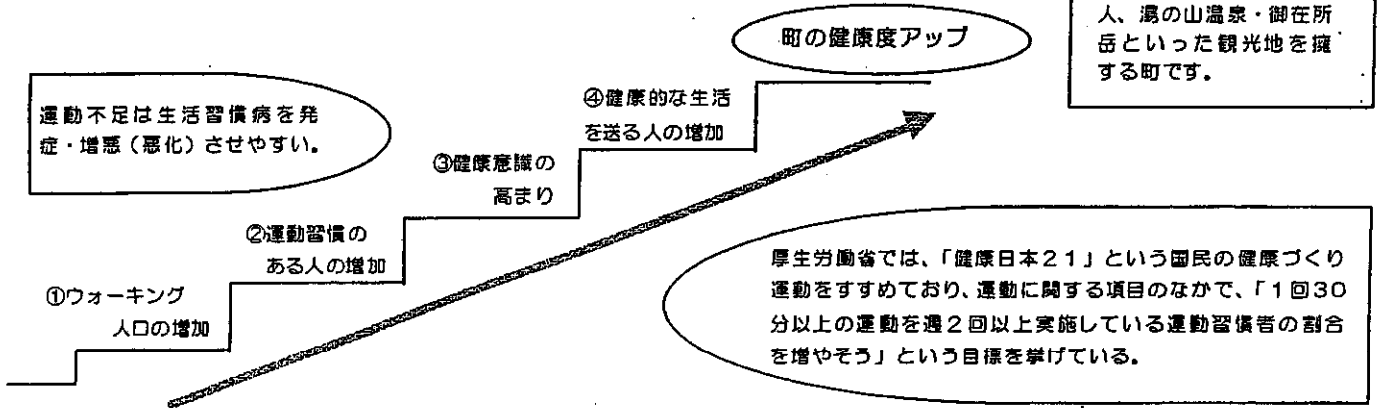 人、湯の山温泉・御在所
岳といった観光地を擁
する町です。
町の健康度アップ
運動不足は生活習慣病を発
症・増悪（悪化）させやすい。
④健康的な生活
を送る人の増加
③健康意識の
高まり
②運動習慣の
ある人の増加
①ウォーキング
人口の増加
厚生労働省では、「健康日本２１」という国民の健康づくり
運動をすすめており、運動に関する項目のなかで、「１回３０
分以上の運動を週２回以上実施している運動習慣者の割合
を増やそう」という目標を挙げている。